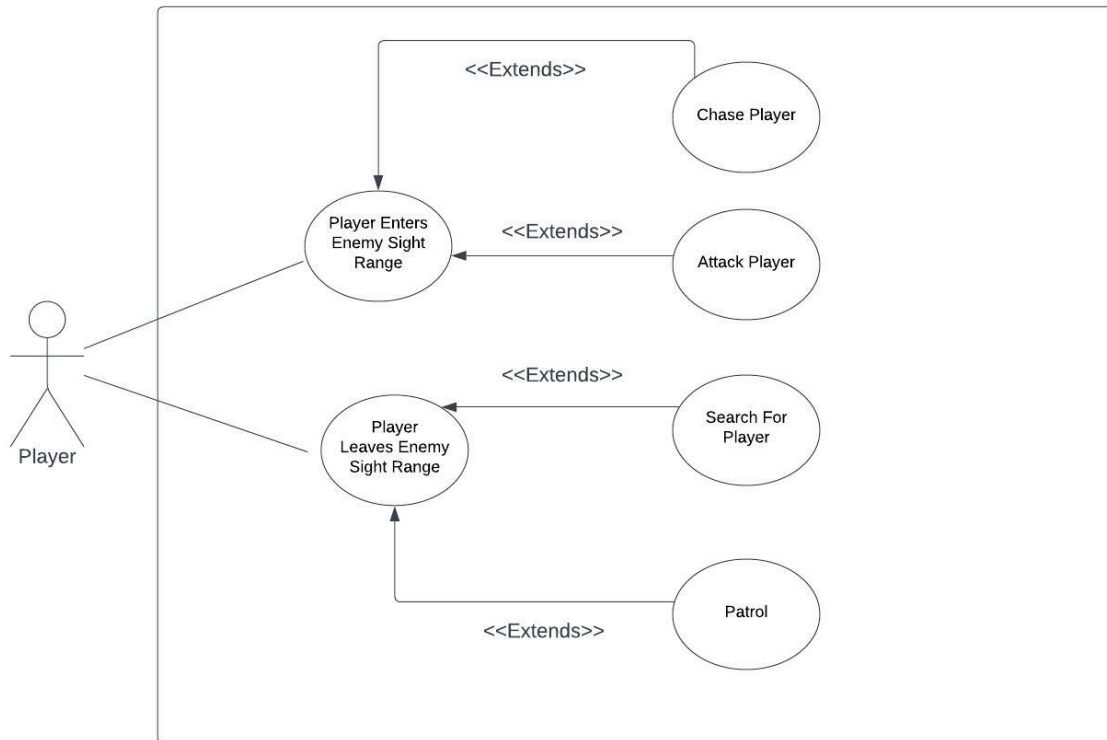 <<Extends>>
Chase Player
Player Enters
Enemy Sight
Range
<<Extends>>
Attack Player
<<Extends>>
Search For
Player
Player
Leaves Enemy
Sight Range
Player
<<Extends>>
Patrol